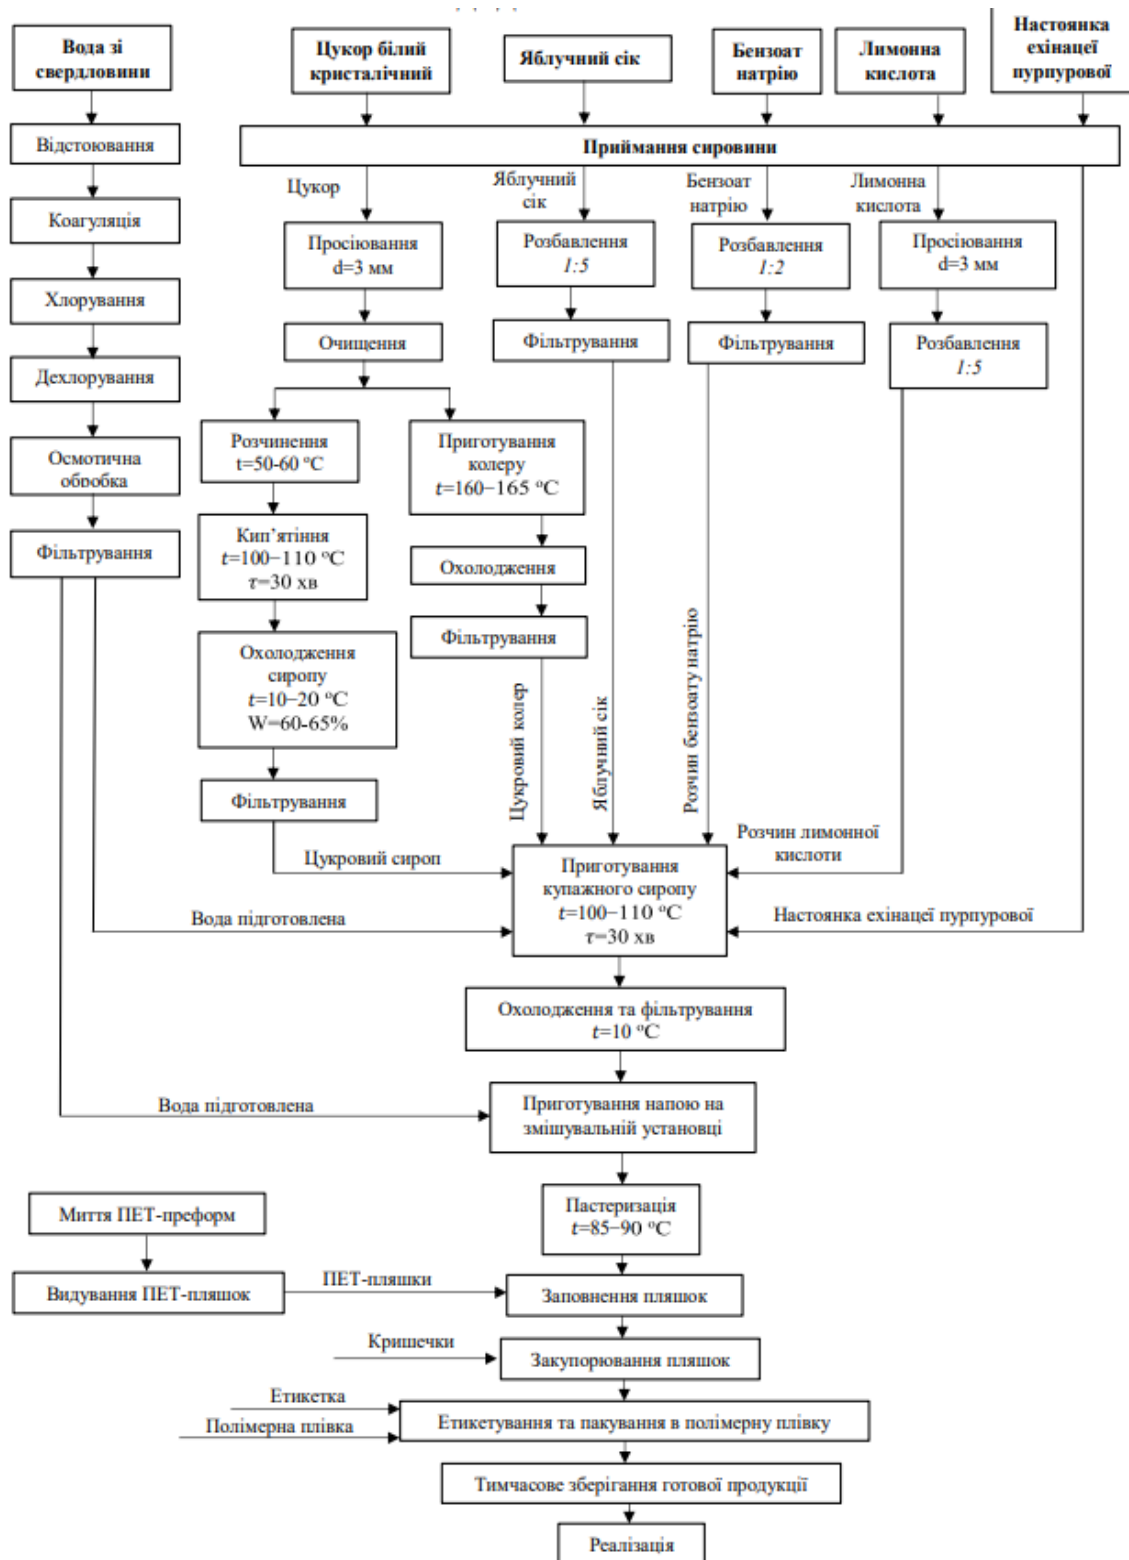 Вода зі
свердловини
Цукор білий
кристалічний
Яблучний сік
Бензоат
натрію
Лимонна
кислота
Настоянка
ехінацеї
пурпурової
Приймання сировини
Відстоювання
Коагуляція
Хлорування
Дехлорування
Осмотична
обробка
Фільтрування
Цукор
Яблучний
сік
Бензоат
натрію
Лимонна
кислота
Просіювання
d=3 мм
Розбавлення
1:5
Розбавлення
1:2
Просіювання
d=3 мм
Очищення
Фільтрування
Фільтрування
Розбавлення
1:5
Розчинення
t=50-60 °С
Приготування
колеру
t=160−165 °С
Кип’ятіння
t=100−110 °С
τ=30 хв
Охолодження
Фільтрування
Охолодження
сиропу
t=10−20 °С
W=60-65%
Фільтрування
Цукровий колер
Яблучний сік
Розчин бензоату натрію
Розчин лимонної
кислоти
Цукровий сироп
Вода підготовлена
Настоянка ехінацеї пурпурової
Приготування
купажного сиропу
t=100−110 °С
τ=30 хв
Охолодження та фільтрування
t=10 °С
Вода підготовлена
Приготування напою на
змішувальній установці
Пастеризація
t=85−90 °С
Миття ПЕТ-преформ
Видування ПЕТ-пляшок
ПЕТ-пляшки
Заповнення пляшок
Кришечки
Закупорювання пляшок
Етикетка
Полімерна плівка
Етикетування та пакування в полімерну плівку
Тимчасове зберігання готової продукції
Реалізація